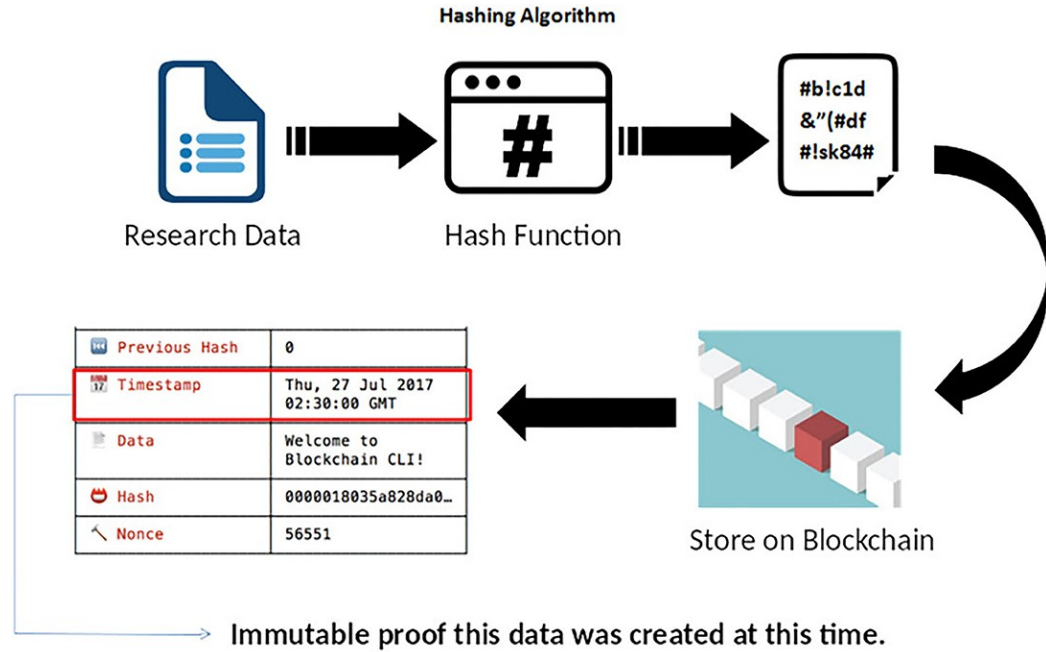 Hashing Algorithm
#b!c1d
&"(#df
#!sk84#
Research Data
Hash Function
Previous Hash 0
17 Timestamp Thu, 27 Jul 2017
02:30:00 GMT
Data Welcome to
Blockchain CLI!
Hash 0000018035a828da0…
Nonce 56551
Store on Blockchain
Immutable proof this data was created at this time.